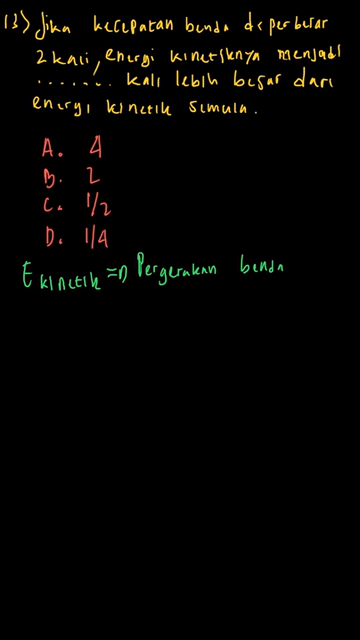 13) Jika kecepatan benda diperbesar
2 kali, energi kinetiknya menjadi
....... kali lebih besar dari
energi kinetik semula.
A. 4
B. 2
C. 1/2
D. 1/4
E kinetik => Pergerakan benda